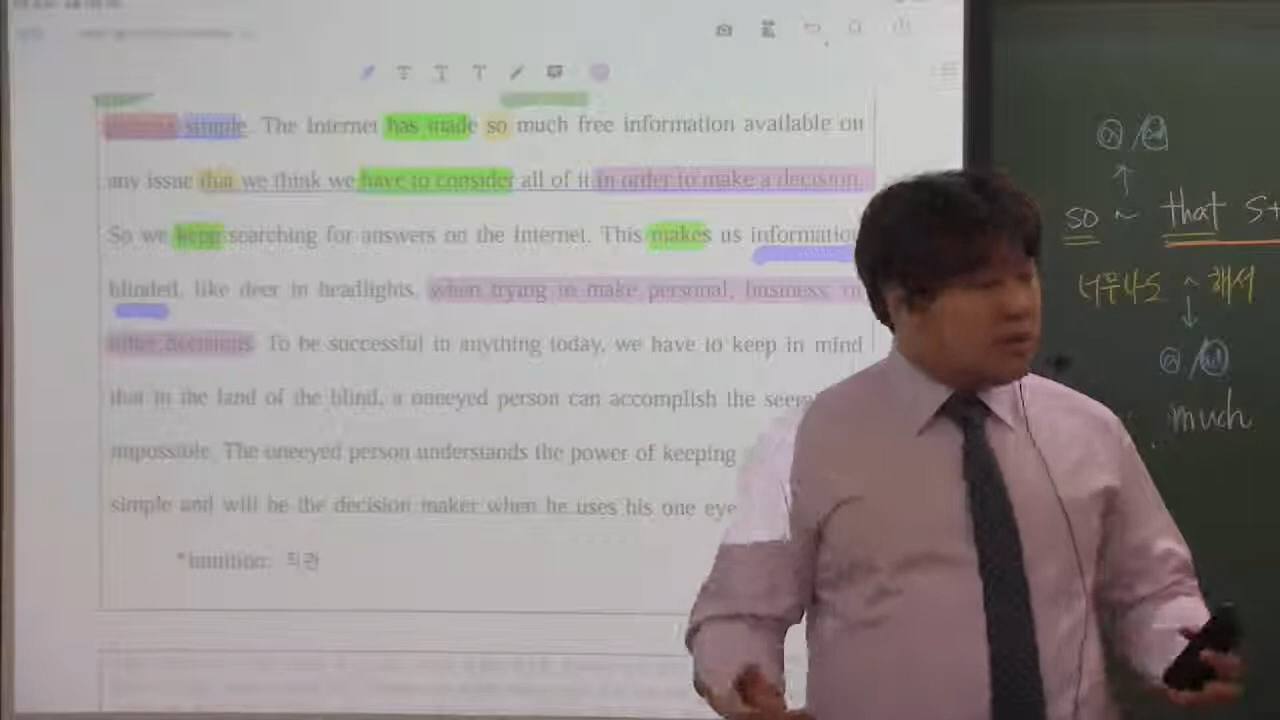 simple. The Internet has made so much free information available on
any issue that we think we have to consider all of it in order to make a decision.
So we keep searching for answers on the Internet. This makes us information
blinded, like deer in headlights, when trying to make personal, business, or
other decisions. To be successful in anything today, we have to keep in mind
that in the land of the blind, a oneeyed person can accomplish the
impossible. The oneeyed person understands the power of keeping
simple and will be the decision maker when he uses his one eye
*intuition: 직관
so ~ that S+
너무나도 ~ 해서
much